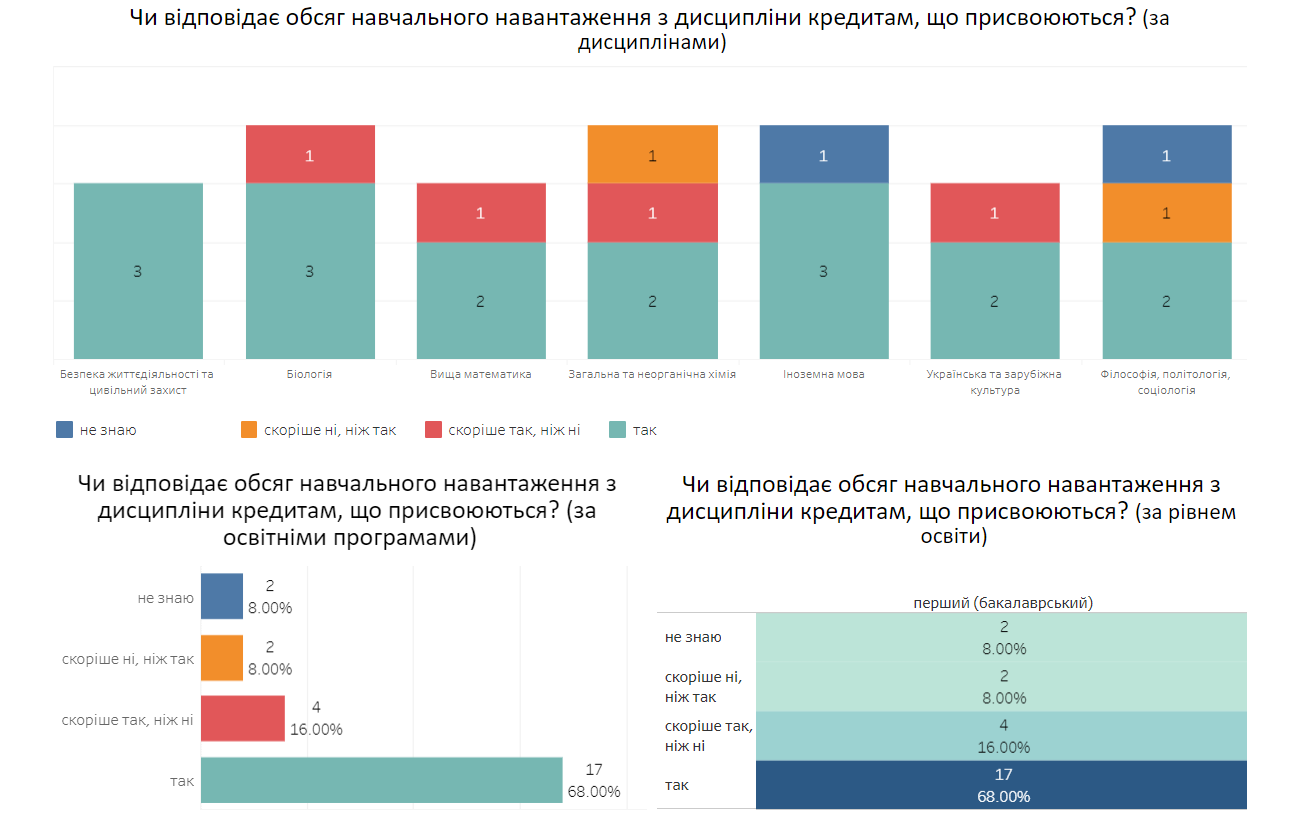 Чи відповідає обсяг навчального навантаження з дисципліни кредитам, що присвоюються? (за
дисциплінами)
1
1
1
1
3
3
1
1
3
1
1
2
2
2
2
Безпека життєдіяльності та
цивільний захист
Біологія
Вища математика
Загальна та неорганічна хімія
Іноземна мова
Українська та зарубіжна
культура
Філософія, політологія,
соціологія
не знаю
скоріше ні, ніж так
скоріше так, ніж ні
так
Чи відповідає обсяг навчального навантаження з
дисципліни кредитам, що присвоюються? (за
освітніми програмами)
не знаю
2
8.00%
скоріше ні, ніж так
2
8.00%
скоріше так, ніж ні
4
16.00%
так
17
68.00%
Чи відповідає обсяг навчального навантаження з
дисципліни кредитам, що присвоюються? (за рівнем
освіти)
перший (бакалаврський)
не знаю
2
8.00%
скоріше ні,
ніж так
2
8.00%
скоріше так,
ніж ні
4
16.00%
так
17
68.00%